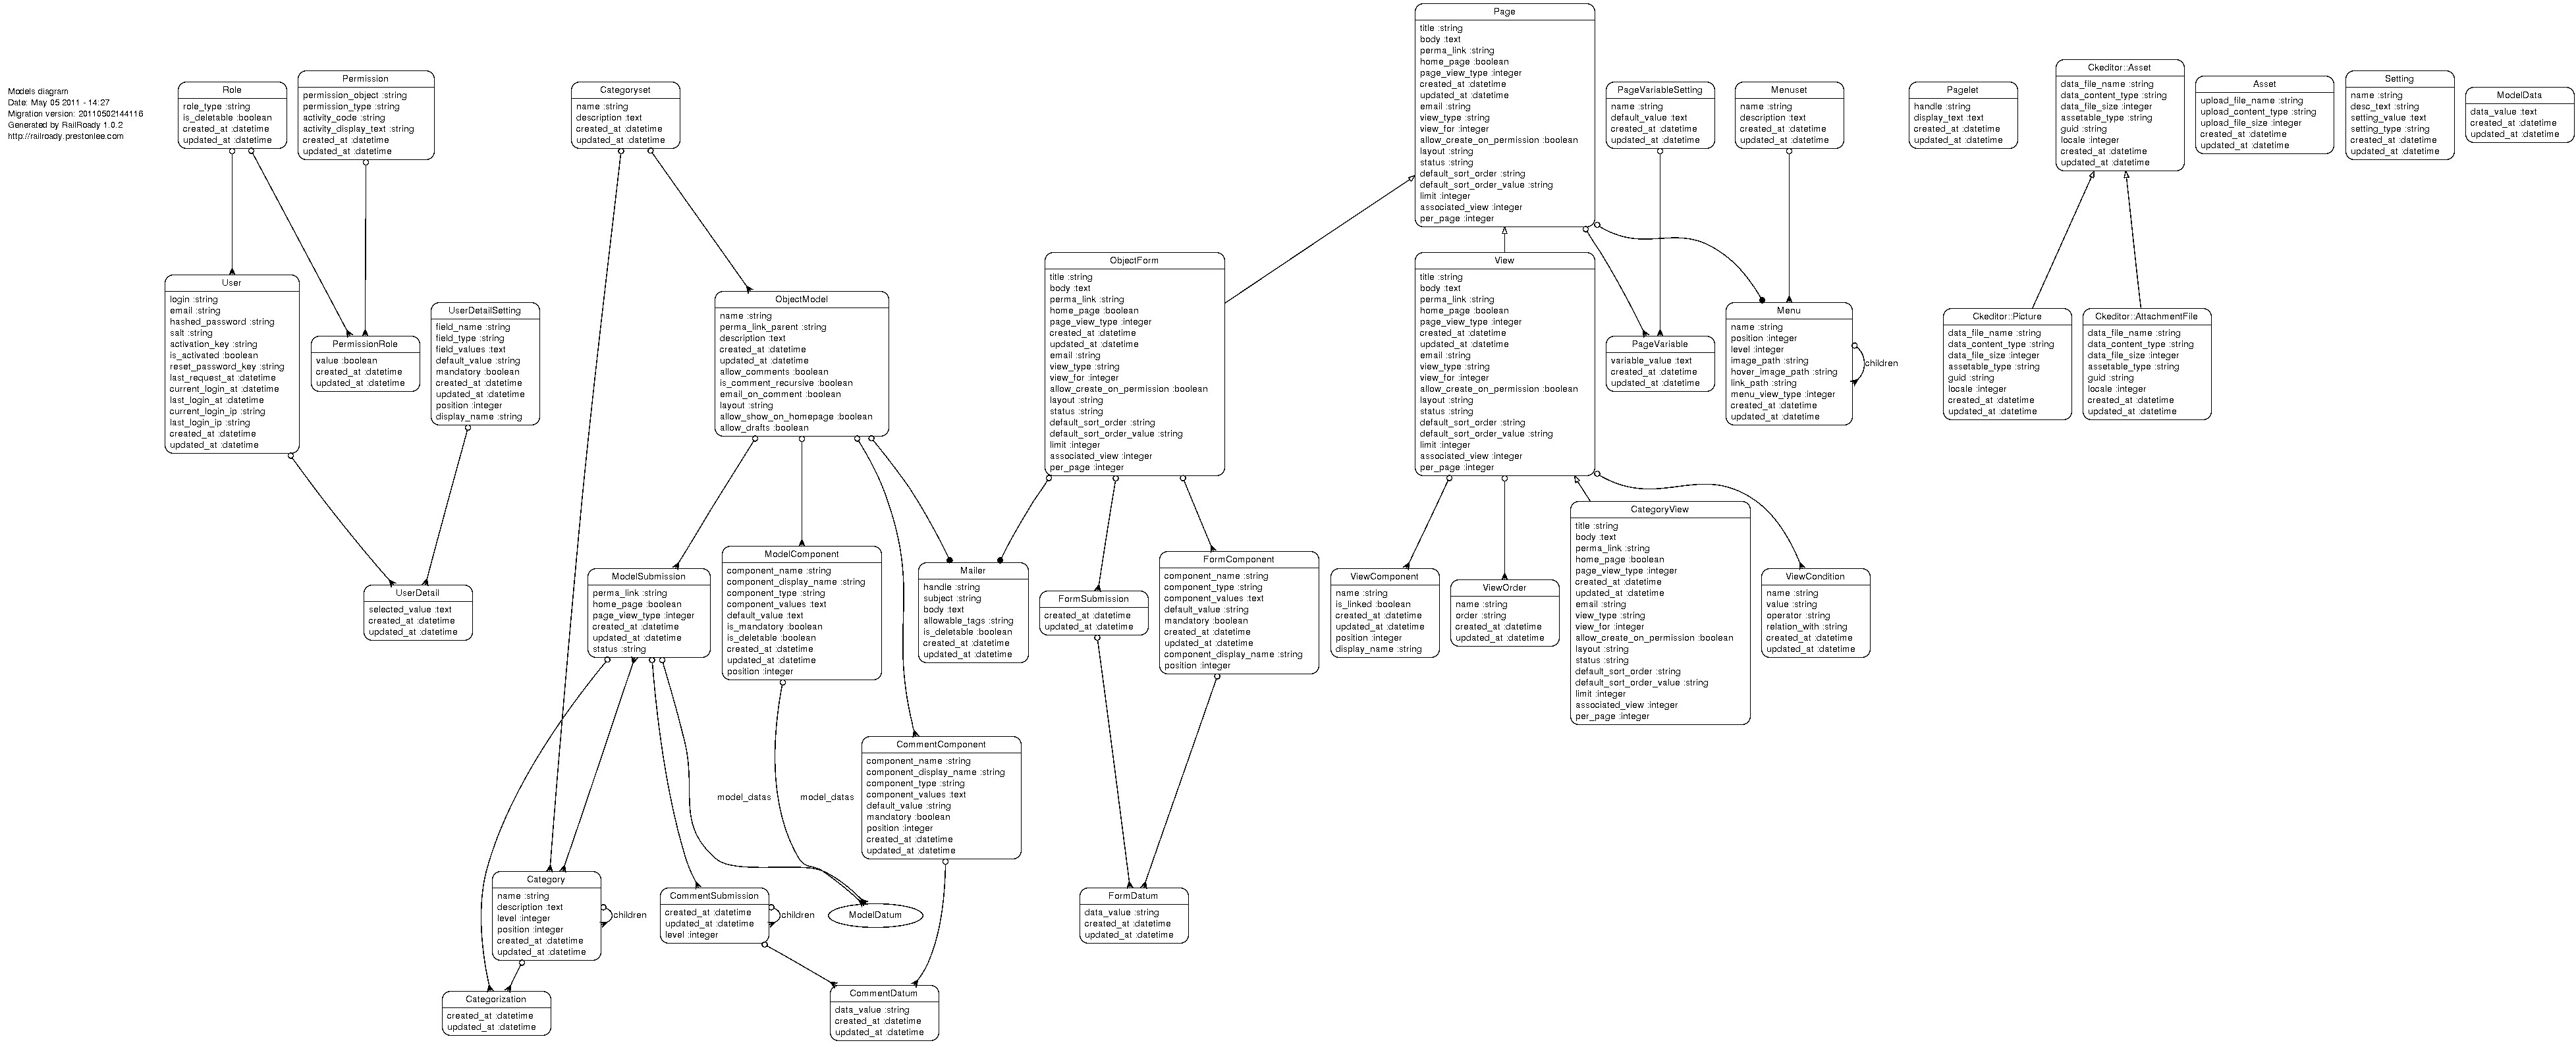 Models diagram
Date: May 05 2011 - 14:27
Migration version: 20110502144116
Generated by RailRoady 1.0.2
http://railroady.prestonlee.com
Role
role_type :string
is_deletable :boolean
created_at :datetime
updated_at :datetime
Permission
permission_object :string
permission_type :string
activity_code :string
activity_display_text :string
created_at :datetime
updated_at :datetime
Categoryset
name :string
description :text
created_at :datetime
updated_at :datetime
Page
title :string
body :text
perma_link :string
home_page :boolean
page_view_type :integer
created_at :datetime
updated_at :datetime
email :string
view_type :string
view_for :integer
allow_create_on_permission :boolean
layout :string
status :string
default_sort_order :string
default_sort_order_value :string
limit :integer
associated_view :integer
per_page :integer
PageVariableSetting
name :string
default_value :text
created_at :datetime
updated_at :datetime
Menuset
name :string
description :text
created_at :datetime
updated_at :datetime
Pagelet
handle :string
display_text :text
created_at :datetime
updated_at :datetime
Ckeditor::Asset
data_file_name :string
data_content_type :string
data_file_size :integer
assetable_type :string
guid :string
locale :integer
created_at :datetime
updated_at :datetime
Asset
upload_file_name :string
upload_content_type :string
upload_file_size :integer
created_at :datetime
updated_at :datetime
Setting
name :string
desc_text :string
setting_value :text
setting_type :string
created_at :datetime
updated_at :datetime
ModelData
data_value :text
created_at :datetime
updated_at :datetime
User
login :string
email :string
hashed_password :string
salt :string
activation_key :string
is_activated :boolean
reset_password_key :string
last_request_at :datetime
current_login_at :datetime
last_login_at :datetime
current_login_ip :string
last_login_ip :string
created_at :datetime
updated_at :datetime
PermissionRole
value :boolean
created_at :datetime
updated_at :datetime
UserDetailSetting
field_name :string
field_type :string
field_values :text
default_value :string
mandatory :boolean
created_at :datetime
updated_at :datetime
position :integer
display_name :string
ObjectModel
name :string
perma_link_parent :string
description :text
created_at :datetime
updated_at :datetime
allow_comments :boolean
is_comment_recursive :boolean
email_on_comment :boolean
layout :string
allow_show_on_homepage :boolean
allow_drafts :boolean
ObjectForm
title :string
body :text
perma_link :string
home_page :boolean
page_view_type :integer
created_at :datetime
updated_at :datetime
email :string
view_type :string
view_for :integer
allow_create_on_permission :boolean
layout :string
status :string
default_sort_order :string
default_sort_order_value :string
limit :integer
associated_view :integer
per_page :integer
View
title :string
body :text
perma_link :string
home_page :boolean
page_view_type :integer
created_at :datetime
updated_at :datetime
email :string
view_type :string
view_for :integer
allow_create_on_permission :boolean
layout :string
status :string
default_sort_order :string
default_sort_order_value :string
limit :integer
associated_view :integer
per_page :integer
PageVariable
variable_value :text
created_at :datetime
updated_at :datetime
Menu
name :string
position :integer
level :integer
image_path :string
hover_image_path :string
link_path :string
menu_view_type :integer
created_at :datetime
updated_at :datetime
children
Ckeditor::Picture
data_file_name :string
data_content_type :string
data_file_size :integer
assetable_type :string
guid :string
locale :integer
created_at :datetime
updated_at :datetime
Ckeditor::AttachmentFile
data_file_name :string
data_content_type :string
data_file_size :integer
assetable_type :string
guid :string
locale :integer
created_at :datetime
updated_at :datetime
UserDetail
selected_value :text
created_at :datetime
updated_at :datetime
ModelSubmission
perma_link :string
home_page :boolean
page_view_type :integer
created_at :datetime
updated_at :datetime
status :string
ModelComponent
component_name :string
component_display_name :string
component_type :string
component_values :text
default_value :text
is_mandatory :boolean
is_deletable :boolean
created_at :datetime
updated_at :datetime
position :integer
Mailer
handle :string
subject :string
body :text
allowable_tags :string
is_deletable :boolean
created_at :datetime
updated_at :datetime
FormSubmission
created_at :datetime
updated_at :datetime
FormComponent
component_name :string
component_type :string
component_values :text
default_value :string
mandatory :boolean
created_at :datetime
updated_at :datetime
component_display_name :string
position :integer
ViewComponent
name :string
is_linked :boolean
created_at :datetime
updated_at :datetime
position :integer
display_name :string
ViewOrder
name :string
order :string
created_at :datetime
updated_at :datetime
CategoryView
title :string
body :text
perma_link :string
home_page :boolean
page_view_type :integer
created_at :datetime
updated_at :datetime
email :string
view_type :string
view_for :integer
allow_create_on_permission :boolean
layout :string
status :string
default_sort_order :string
default_sort_order_value :string
limit :integer
associated_view :integer
per_page :integer
ViewCondition
name :string
value :string
operator :string
relation_with :string
created_at :datetime
updated_at :datetime
model_datas
model_datas
CommentComponent
component_name :string
component_display_name :string
component_type :string
component_values :text
default_value :string
mandatory :boolean
position :integer
created_at :datetime
updated_at :datetime
Category
name :string
description :text
level :integer
position :integer
created_at :datetime
updated_at :datetime
children
CommentSubmission
created_at :datetime
updated_at :datetime
level :integer
children
ModelDatum
FormDatum
data_value :string
created_at :datetime
updated_at :datetime
Categorization
created_at :datetime
updated_at :datetime
CommentDatum
data_value :string
created_at :datetime
updated_at :datetime